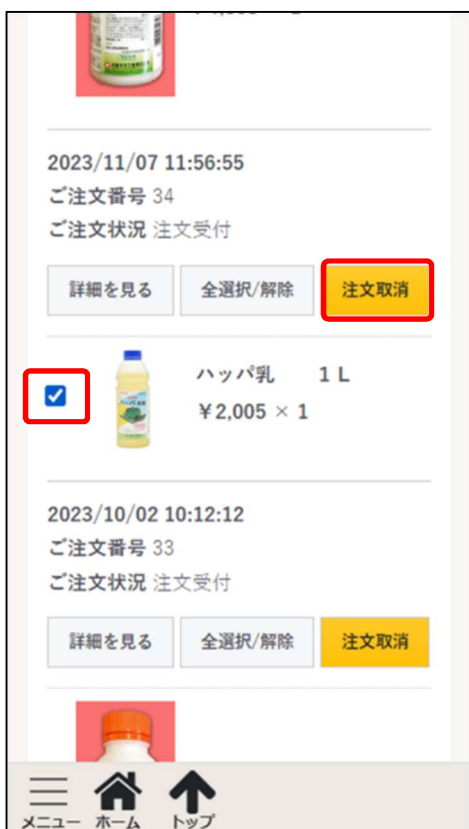 2023/11/07 11:56:55
ご注文番号 34
ご注文状況 注文受付
詳細を見る 全選択/解除 注文取消
ハッパ乳 1L
¥2,005 × 1
2023/10/02 10:12:12
ご注文番号 33
ご注文状況 注文受付
詳細を見る 全選択/解除 注文取消
メニュー ホーム トップ